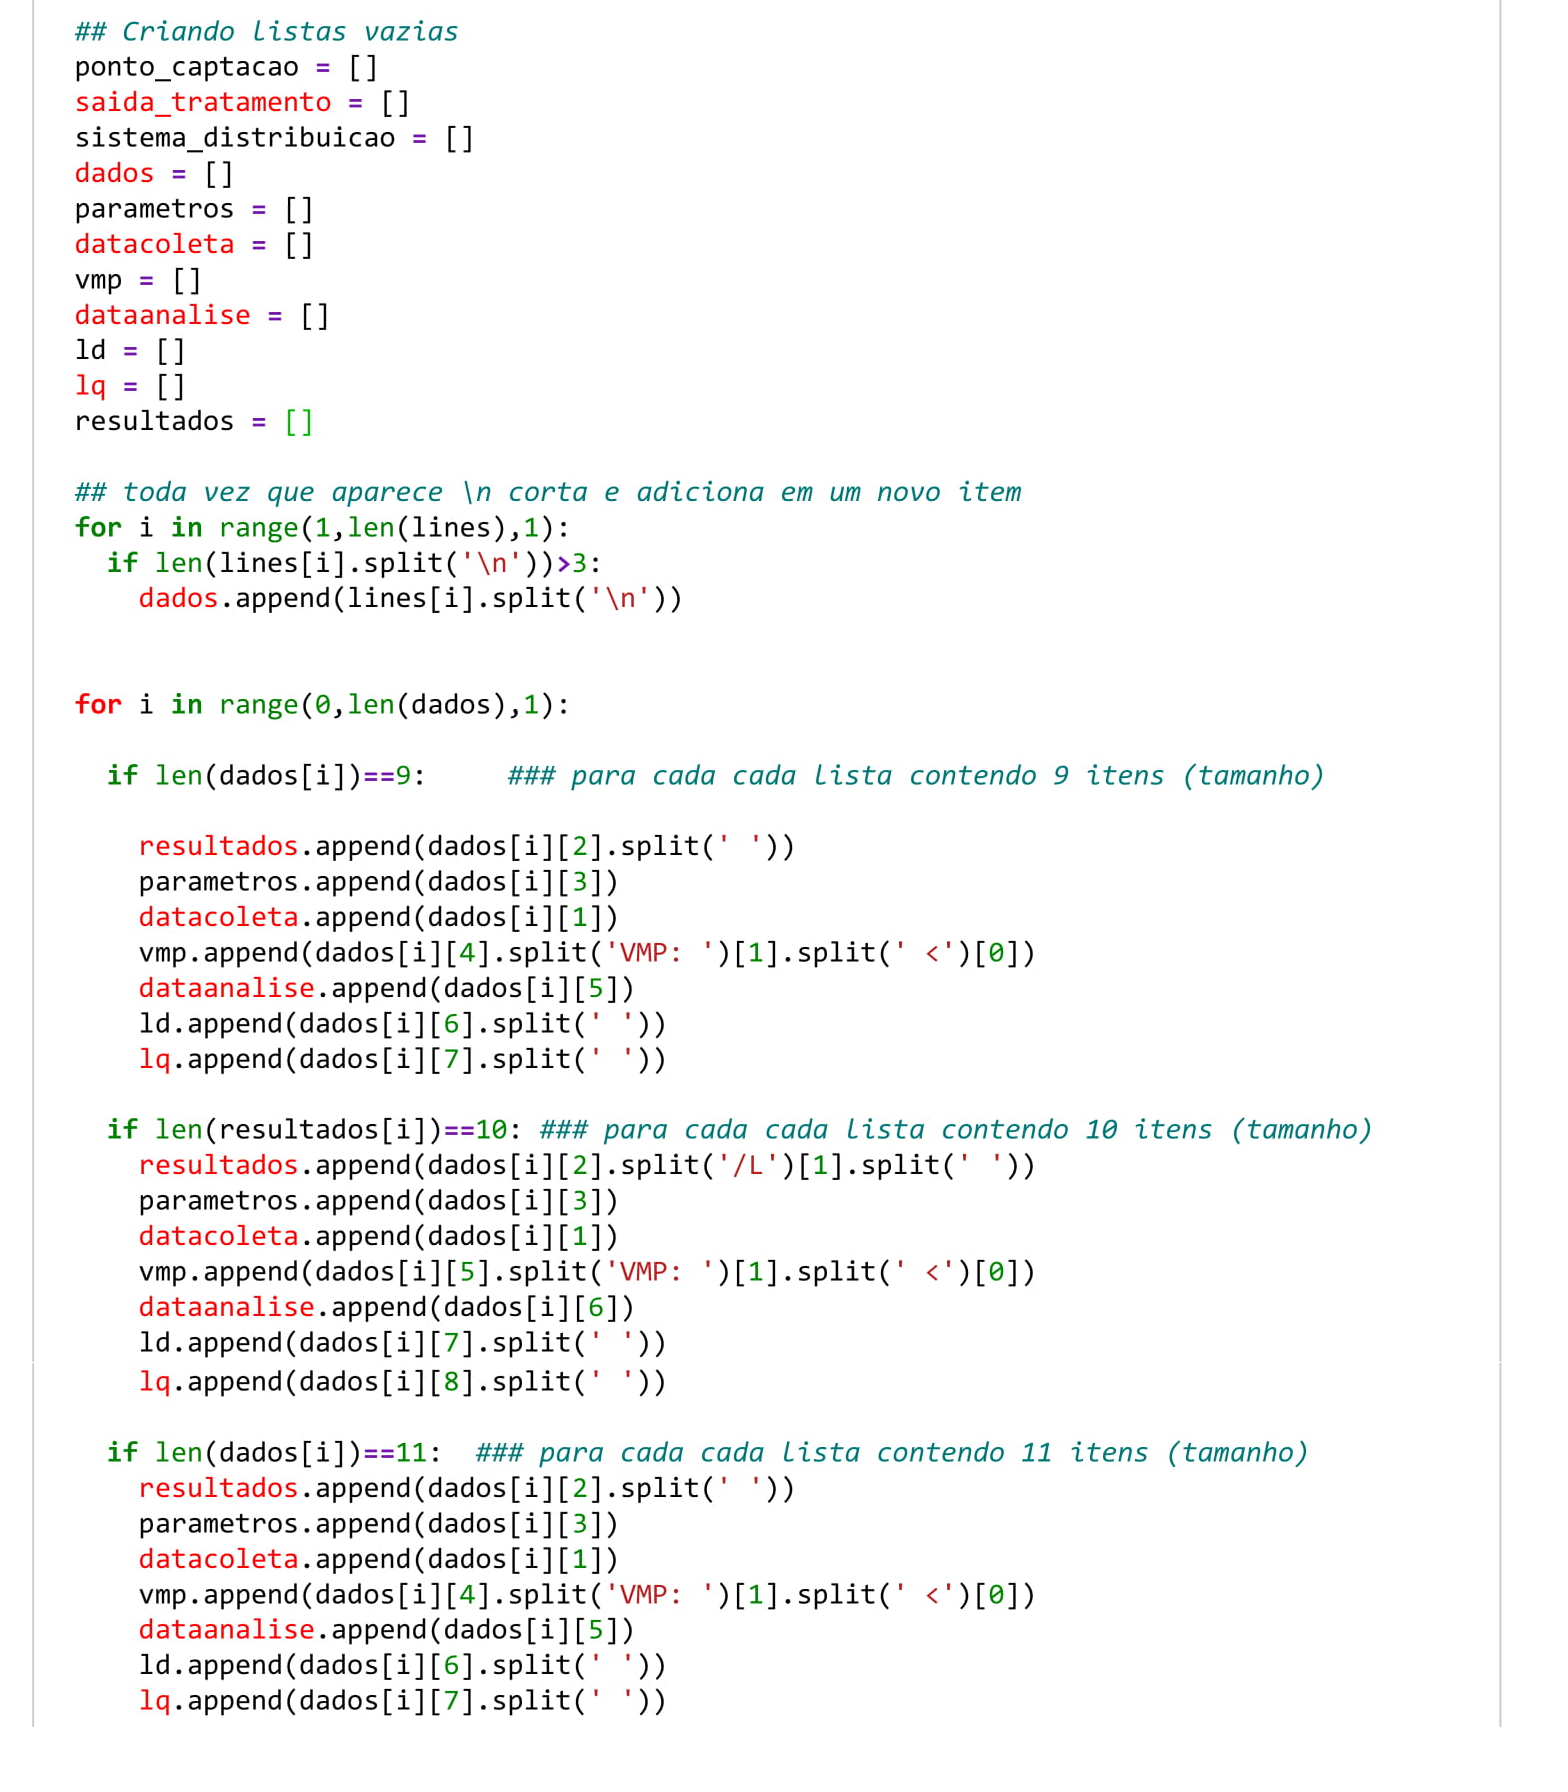 ## Criando listas vazias
ponto_captacao = []
saida_tratamento = []
sistema_distribuicao = []
dados = []
parametros = []
datacoleta = []
vmp = []
dataanalise = []
ld = []
lq = []
resultados = []
## toda vez que aparece \n corta e adiciona em um novo item
for i in range(1,len(lines),1):
  if len(lines[i].split('\n'))>3:
    dados.append(lines[i].split('\n'))
for i in range(0,len(dados),1):
  if len(dados[i])==9:     ### para cada cada lista contendo 9 itens (tamanho)
    resultados.append(dados[i][2].split(' '))
    parametros.append(dados[i][3])
    datacoleta.append(dados[i][1])
    vmp.append(dados[i][4].split('VMP: ')[1].split(' <')[0])
    dataanalise.append(dados[i][5])
    ld.append(dados[i][6].split(' '))
    lq.append(dados[i][7].split(' '))
  if len(resultados[i])==10: ### para cada cada lista contendo 10 itens (tamanho)
    resultados.append(dados[i][2].split('/L')[1].split(' '))
    parametros.append(dados[i][3])
    datacoleta.append(dados[i][1])
    vmp.append(dados[i][5].split('VMP: ')[1].split(' <')[0])
    dataanalise.append(dados[i][6])
    ld.append(dados[i][7].split(' '))
    lq.append(dados[i][8].split(' '))
  if len(dados[i])==11:  ### para cada cada lista contendo 11 itens (tamanho)
    resultados.append(dados[i][2].split(' '))
    parametros.append(dados[i][3])
    datacoleta.append(dados[i][1])
    vmp.append(dados[i][4].split('VMP: ')[1].split(' <')[0])
    dataanalise.append(dados[i][5])
    ld.append(dados[i][6].split(' '))
    lq.append(dados[i][7].split(' '))